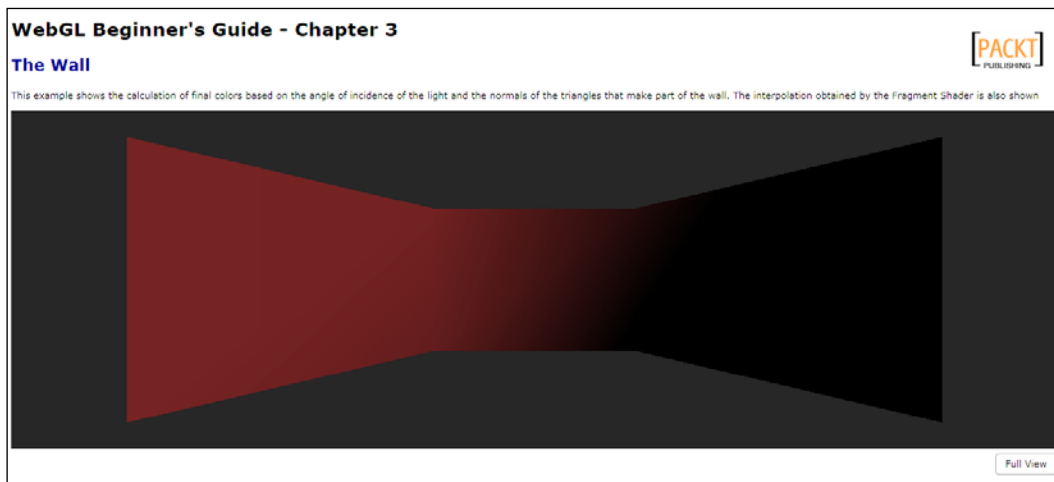 WebGL Beginner's Guide - Chapter 3
[PACKT]
PUBLISHING
The Wall
This example shows the calculation of final colors based on the angle of incidence of the light and the normals of the triangles that make part of the wall. The interpolation obtained by the Fragment Shader is also shown
Full View